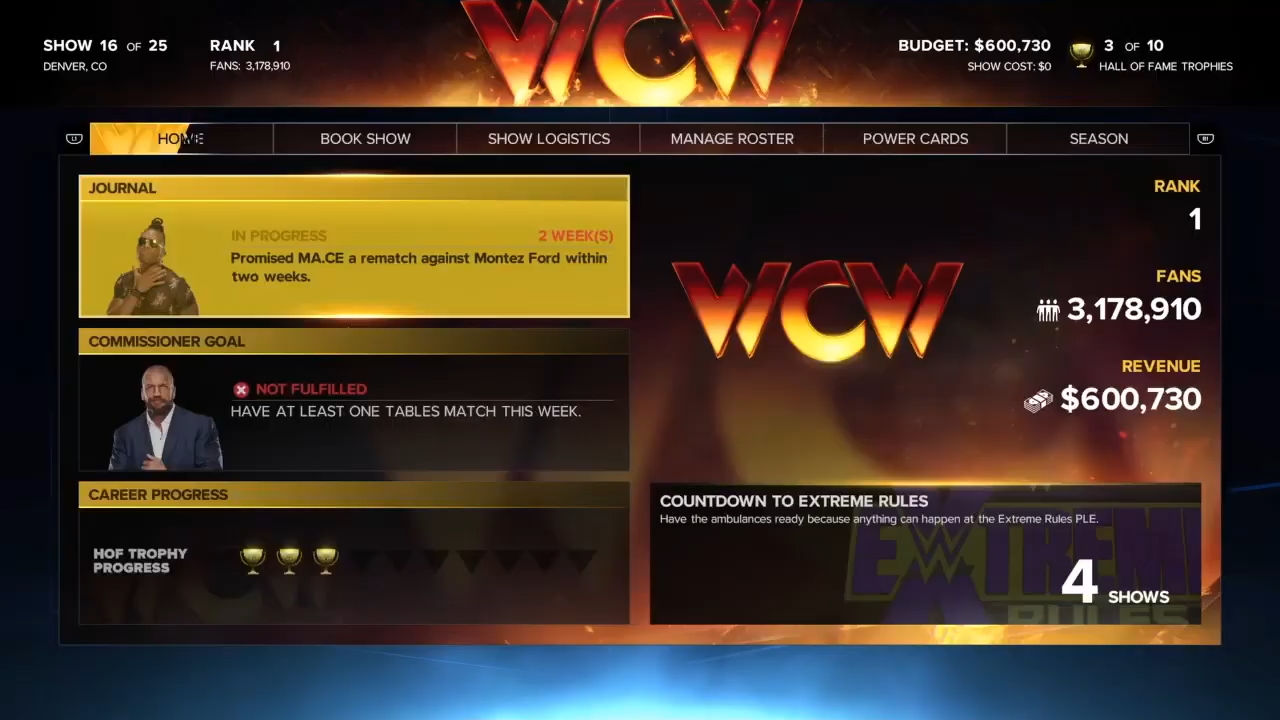 SHOW 16 OF 25
DENVER, CO
RANK 1
FANS: 3,178,910
WCW
BUDGET: $600,730
SHOW COST: $0
3 OF 10
HALL OF FAME TROPHIES
HOME
BOOK SHOW
SHOW LOGISTICS
MANAGE ROSTER
POWER CARDS
SEASON
JOURNAL
IN PROGRESS
2 WEEK(S)
Promised MA.CE a rematch against Montez Ford within
two weeks.
COMMISSIONER GOAL
NOT FULFILLED
HAVE AT LEAST ONE TABLES MATCH THIS WEEK.
CAREER PROGRESS
HOF TROPHY
PROGRESS
WCW
RANK
1
FANS
3,178,910
REVENUE
$600,730
COUNTDOWN TO EXTREME RULES
Have the ambulances ready because anything can happen at the Extreme Rules PLE.
EXTREME
RULES
4 SHOWS